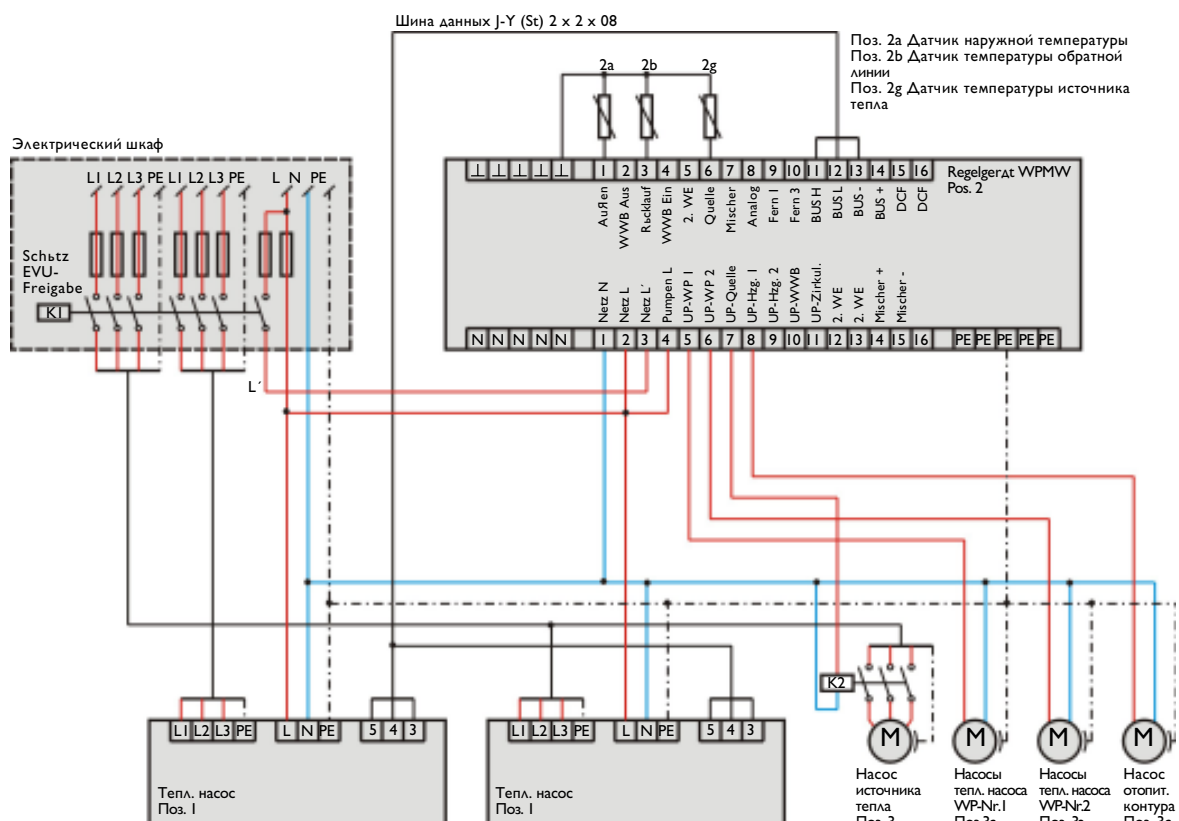 Шина данных J-Y (St) 2 x 2 x 08
Поз. 2a Датчик наружной температуры
Поз. 2b Датчик температуры обратной
линии
Поз. 2g Датчик температуры источника
тепла
2a 2b 2g
Электрический шкаф
L1 L2 L3 PE L1 L2 L3 PE L N PE
Schьtz
EVU-
Freigabe
K1
L´
⊥ ⊥ ⊥ ⊥ ⊥ 1 2 3 4 5 6 7 8 9 10 11 12 13 14 15 16
Regelgerдt WPMW
Pos. 2
AuЯen
WWB Aus
Rьcklauf
WWB Ein
2. WE
Quelle
Mischer
Analog
Fern 1
Fern 3
BUS H
BUS L
BUS -
BUS +
DCF
DCF
Netz N
Netz L
Netz L´
Pumpen L
UP-WP 1
UP-WP 2
UP-Quelle
UP-Hzg. 1
UP-Hzg. 2
UP-WWB
UP-Zirkul.
2. WE
2. WE
Mischer +
Mischer -
N N N N N 1 2 3 4 5 6 7 8 9 10 11 12 13 14 15 16 PE PE PE PE PE
K2
L1 L2 L3 PE L N PE 5 4 3
Тепл. насос
Поз. 1
L1 L2 L3 PE L N PE 5 4 3
Тепл. насос
Поз. 1
M M M M
Насос
источника
тепла
Поз. 3
Насосы
тепл. насоса
WP-Nr.1
Насосы
тепл. насоса
WP-Nr.2
Насос
отопит.
контура